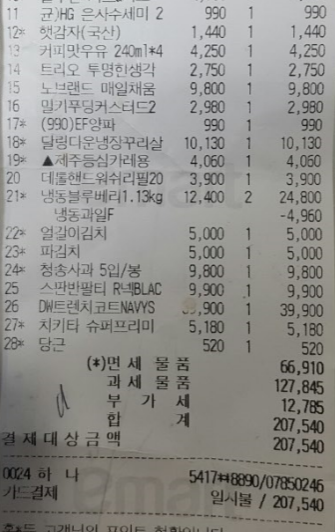 11 균)HG 은사수세미 2 990 1 990
12* 햇감자(국산) 1,440 1 1,440
13 커피맛우유 240ml*4 4,250 1 4,250
14 트리오 투명한생각 2,750 1 2,750
15 노브랜드 매일채움 9,800 1 9,800
16 밀키푸딩커스터드2 2,980 1 2,980
17* (990)EF양파 990 1 990
18* 달링다운냉장꾸리살 10,130 1 10,130
19* ▲제주등심카레용 4,060 1 4,060
20 데톨핸드워쉬리필20 3,900 1 3,900
21* 냉동블루베리1.13kg 12,400 2 24,800
냉동과일F -4,960
22* 얼갈이김치 5,000 1 5,000
23* 파김치 5,000 1 5,000
24* 청송사과 5입/봉 9,800 1 9,800
25 스판반팔티 R넥BLAC 9,900 1 9,900
26 DW트렌치코트NAVYS 39,900 1 39,900
27* 치키타 슈퍼프리미 5,180 1 5,180
28* 당근 520 1 520
(*)면 세 물 품 66,910
과 세 물 품 127,845
부 가 세 12,785
합 계 207,540
결 제 대 상 금 액 207,540
0024 하 나 5417**8890/07850246
카드결제 일시불 / 207,540